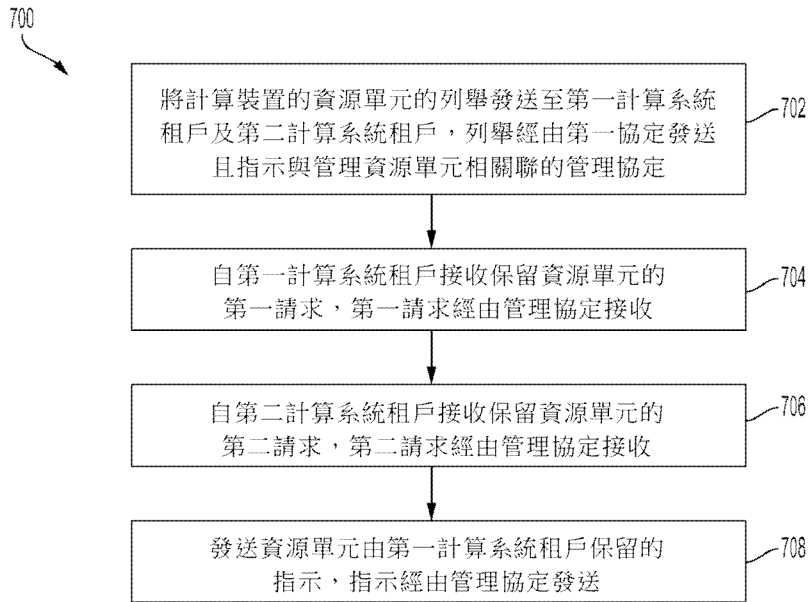 700
將計算裝置的資源單元的列舉發送至第一計算系統
租戶及第二計算系統租戶，列舉經由第一協定發送
且指示與管理資源單元相關聯的管理協定
702
自第一計算系統租戶接收保留資源單元的
第一請求，第一請求經由管理協定接收
704
自第二計算系統租戶接收保留資源單元的
第二請求，第二請求經由管理協定接收
706
發送資源單元由第一計算系統租戶保留的
指示，指示經由管理協定發送
708